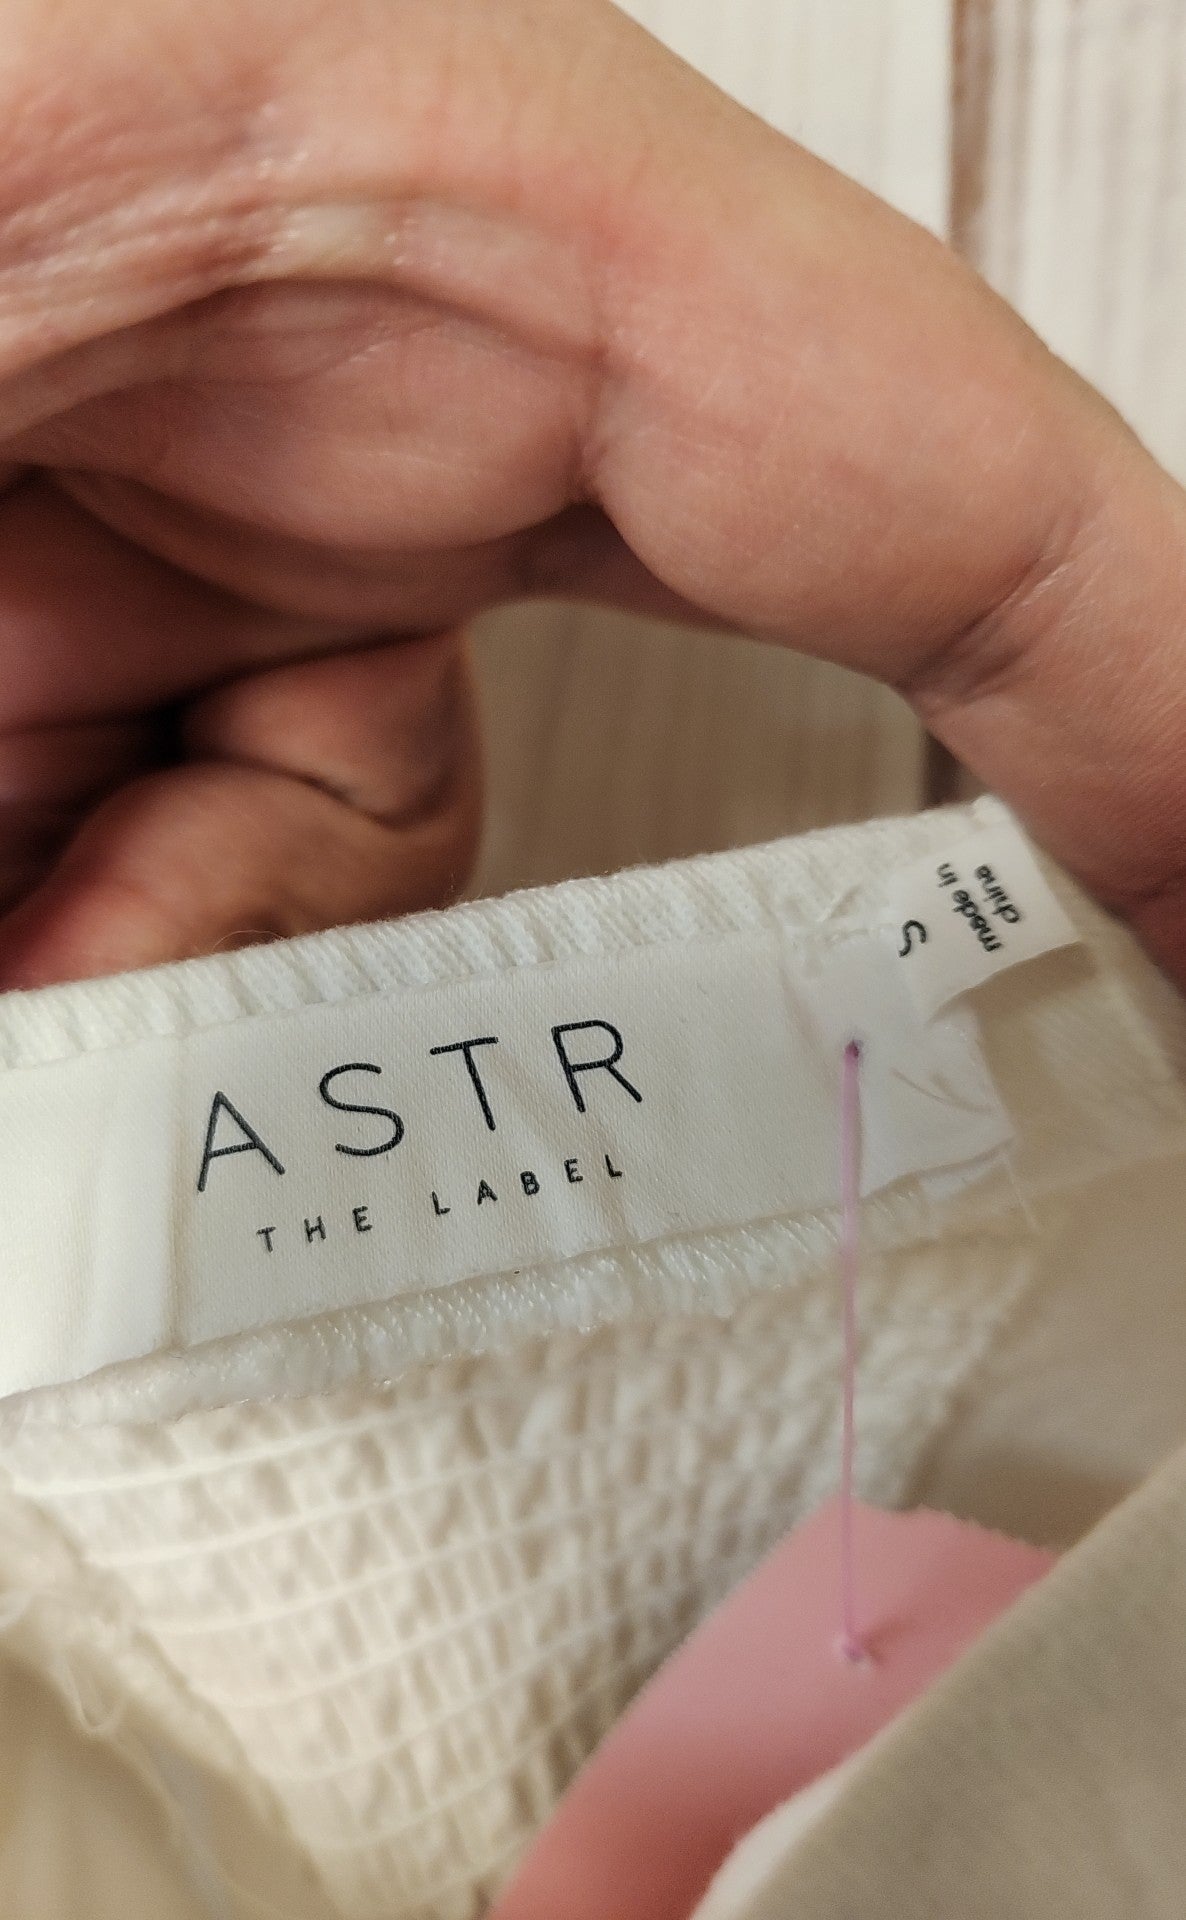 ASTR
THE LABEL
S
made in
china